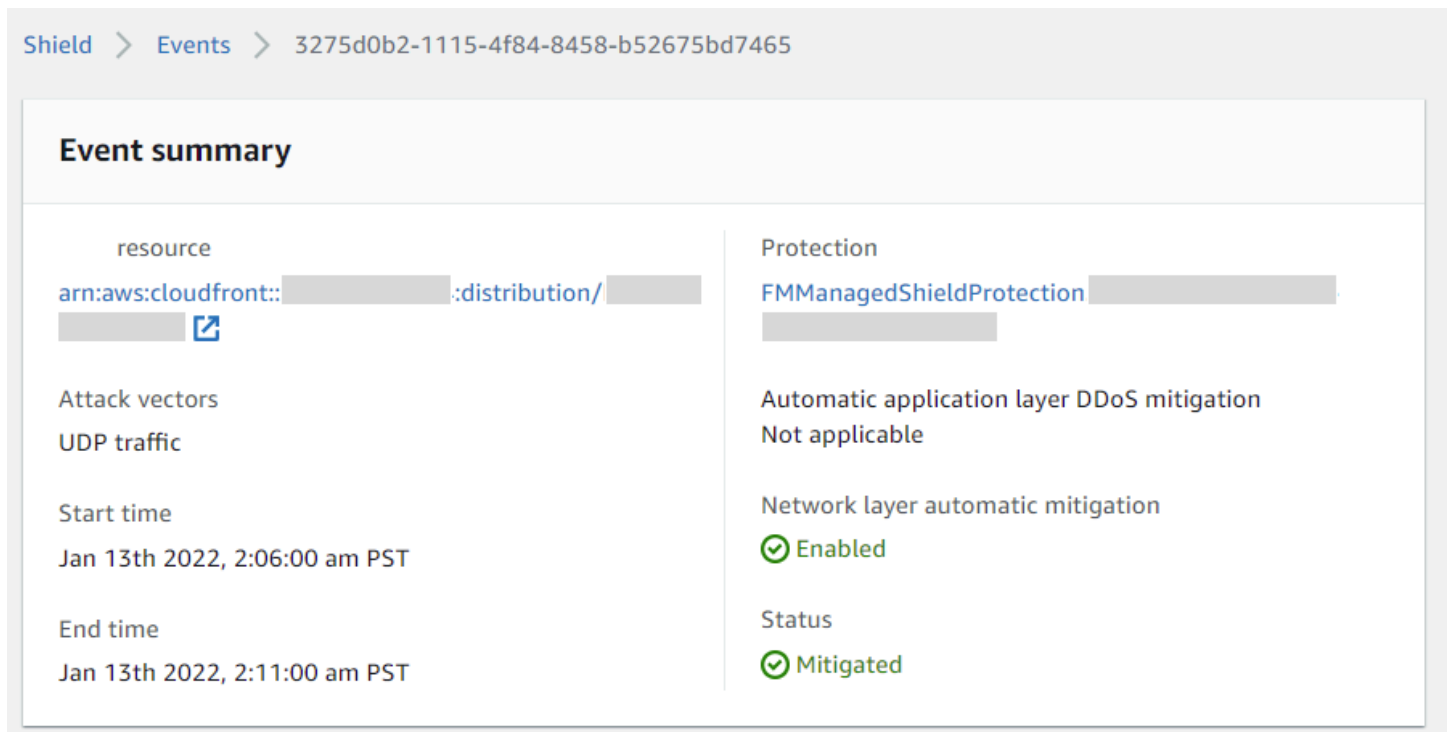 Shield > Events > 3275d0b2-1115-4f84-8458-b52675bd7465
Event summary
resource
arn:aws:cloudfront:: :distribution/
Attack vectors
UDP traffic
Start time
Jan 13th 2022, 2:06:00 am PST
End time
Jan 13th 2022, 2:11:00 am PST
Protection
FMManagedShieldProtection
Automatic application layer DDoS mitigation
Not applicable
Network layer automatic mitigation
Enabled
Status
Mitigated